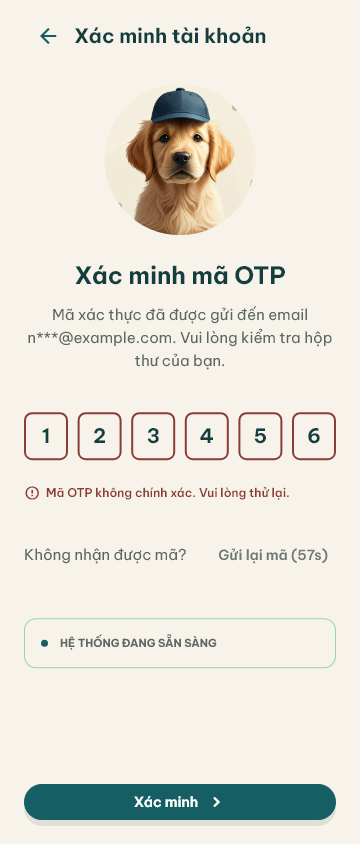 Xác minh tài khoản
Xác minh mã OTP
Mã xác thực đã được gửi đến email
n***@example.com. Vui lòng kiểm tra hộp
thư của bạn.
1 2 3 4 5 6
Mã OTP không chính xác. Vui lòng thử lại.
Không nhận được mã? Gửi lại mã (57s)
HỆ THỐNG ĐANG SẴN SÀNG
Xác minh